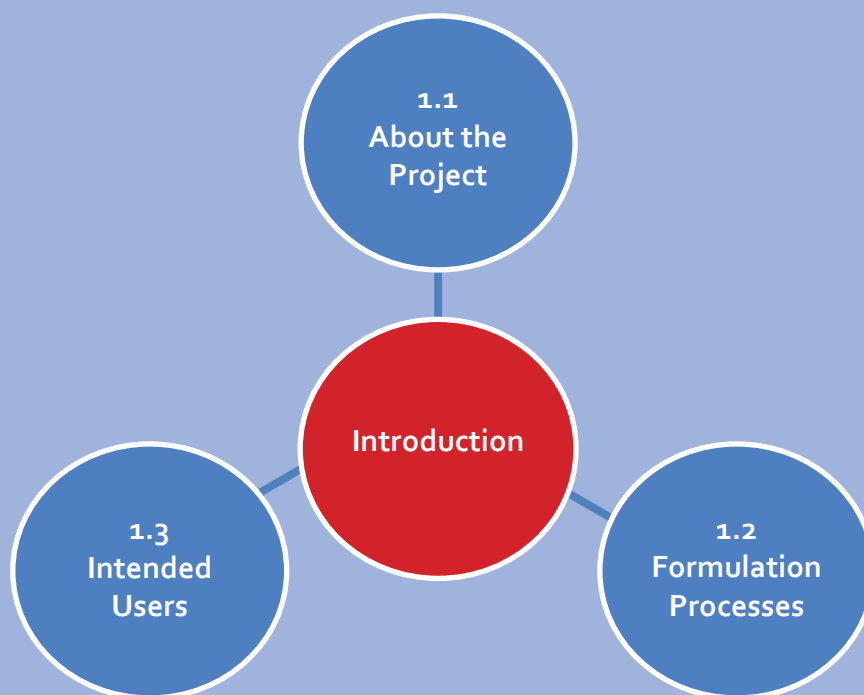 1.1
About the
Project
Introduction
1.2
Formulation
Processes
1.3
Intended
Users